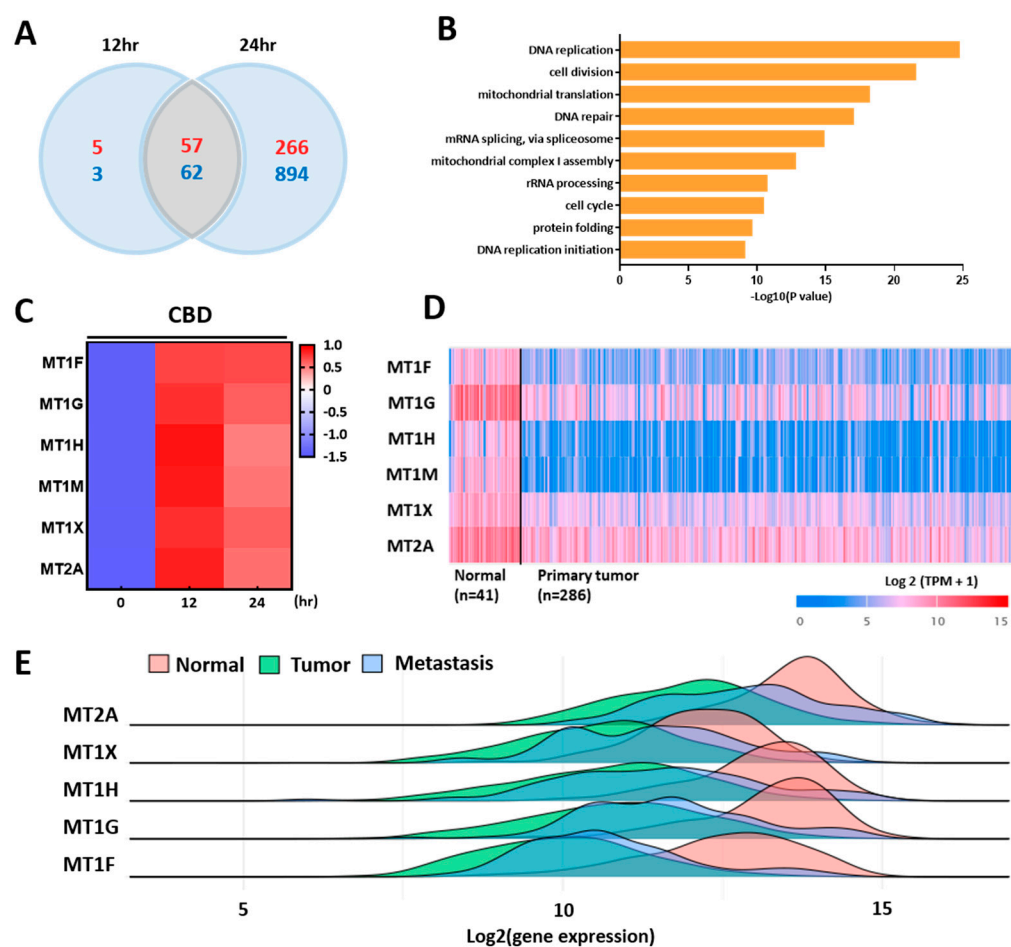 A
12hr
24hr
5
57
266
3
62
894
B
DNA replication
cell division
mitochondrial translation
DNA repair
mRNA splicing, via spliceosome
mitochondrial complex I assembly
rRNA processing
cell cycle
protein folding
DNA replication initiation
0
5
10
15
20
25
-Log10(P value)
C
CBD
MT1F
MT1G
MT1H
MT1M
MT1X
MT2A
0
12
24
(hr)
1.0
0.5
0
-0.5
-1.0
-1.5
D
MT1F
MT1G
MT1H
MT1M
MT1X
MT2A
Normal
(n=41)
Primary tumor
(n=286)
Log 2 (TPM + 1)
0
5
10
15
E
Normal
Tumor
Metastasis
MT2A
MT1X
MT1H
MT1G
MT1F
5
10
15
Log2(gene expression)